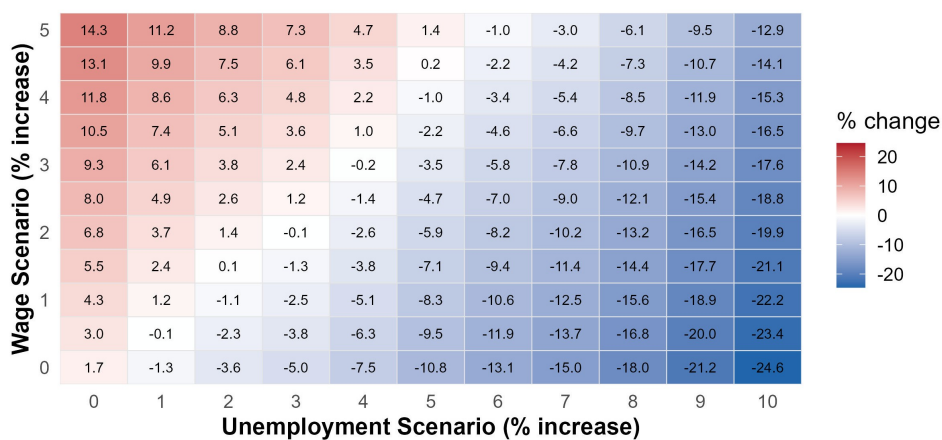 5 14.3 11.2 8.8 7.3 4.7 1.4 -1.0 -3.0 -6.1 -9.5 -12.9
13.1 9.9 7.5 6.1 3.5 0.2 -2.2 -4.2 -7.3 -10.7 -14.1
4 11.8 8.6 6.3 4.8 2.2 -1.0 -3.4 -5.4 -8.5 -11.9 -15.3
10.5 7.4 5.1 3.6 1.0 -2.2 -4.6 -6.6 -9.7 -13.0 -16.5
3 9.3 6.1 3.8 2.4 -0.2 -3.5 -5.8 -7.8 -10.9 -14.2 -17.6
8.0 4.9 2.6 1.2 -1.4 -4.7 -7.0 -9.0 -12.1 -15.4 -18.8
2 6.8 3.7 1.4 -0.1 -2.6 -5.9 -8.2 -10.2 -13.2 -16.5 -19.9
5.5 2.4 0.1 -1.3 -3.8 -7.1 -9.4 -11.4 -14.4 -17.7 -21.1
1 4.3 1.2 -1.1 -2.5 -5.1 -8.3 -10.6 -12.5 -15.6 -18.9 -22.2
3.0 -0.1 -2.3 -3.8 -6.3 -9.5 -11.9 -13.7 -16.8 -20.0 -23.4
0 1.7 -1.3 -3.6 -5.0 -7.5 -10.8 -13.1 -15.0 -18.0 -21.2 -24.6
0 1 2 3 4 5 6 7 8 9 10
Unemployment Scenario (% increase)
Wage Scenario (% increase)
% change
20
10
0
-10
-20